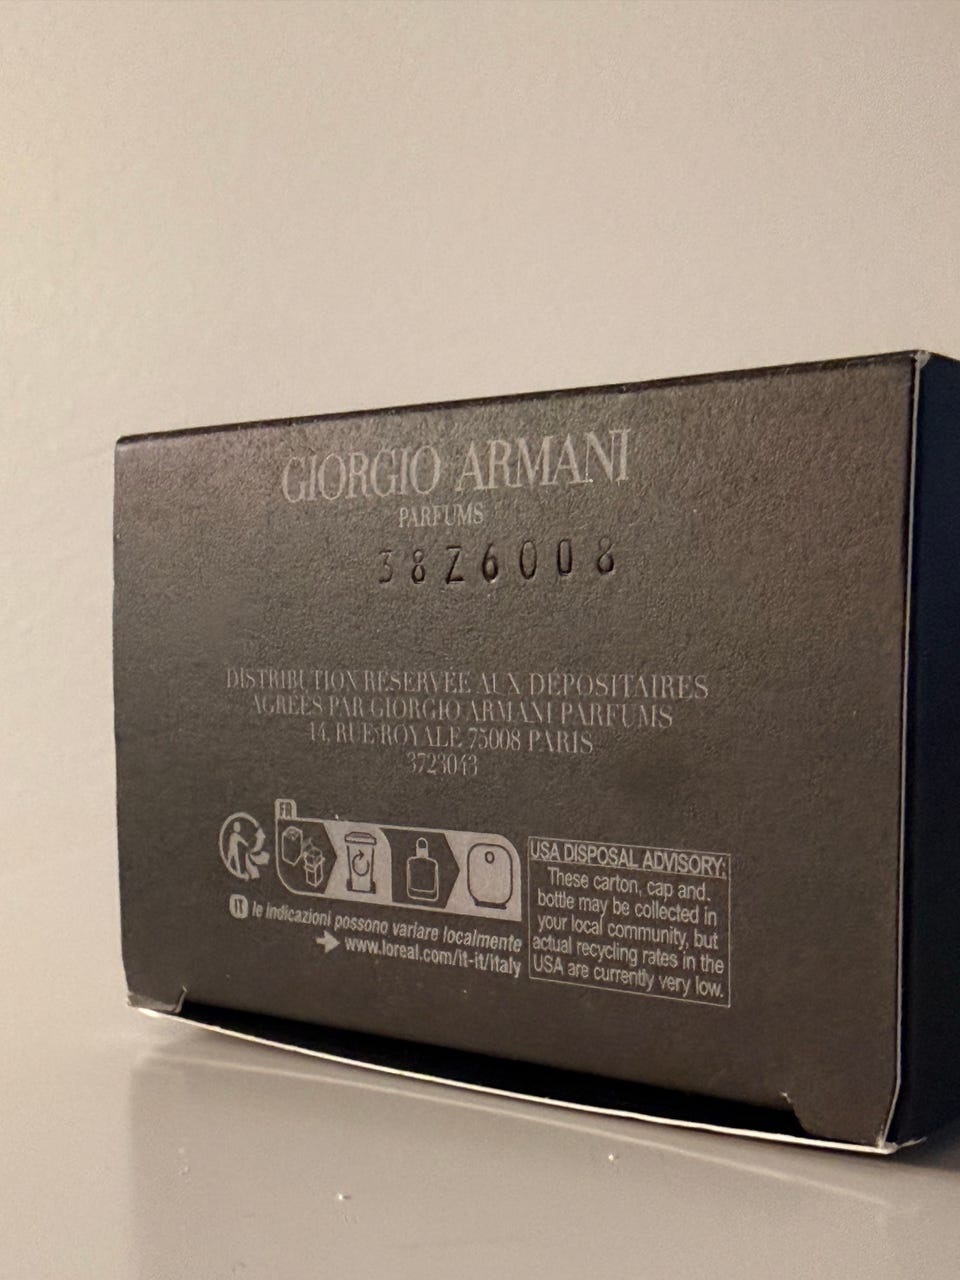 GIORGIO ARMANI
PARFUMS
38Z6008
DISTRIBUTION RÉSERVÉE AUX DÉPOSITAIRES
AGRÉÉS PAR GIORGIO ARMANI PARFUMS
14, RUE ROYALE 75008 PARIS
3723043
FR
IT le indicazioni possono variare localmente
www.loreal.com/it-it/italy
USA DISPOSAL ADVISORY:
These carton, cap and
bottle may be collected in
your local community, but
actual recycling rates in the
USA are currently very low.